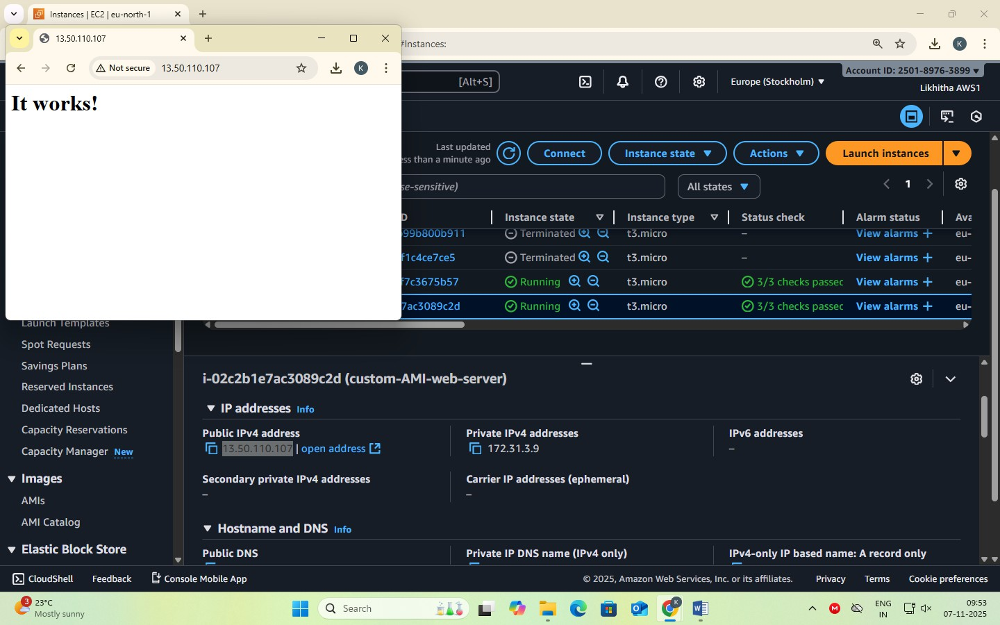 Instances | EC2 | eu-north-1
13.50.110.107
#Instances:
Not secure 13.50.110.107
K
K
It works!
[Alt+S]
Europe (Stockholm)
Account ID: 2501-8976-3899
Likhitha AWS1
Last updated
ess than a minute ago
Connect
Instance state
Actions
Launch instances
se-sensitive)
All states
1
D
Instance state
Instance type
Status check
Alarm status
Ava
99b800b911 Terminated t3.micro – View alarms + eu-
f1c4ce7ce5 Terminated t3.micro – View alarms + eu-
f7c3675b57 Running t3.micro 3/3 checks passec View alarms + eu-
7ac3089c2d Running t3.micro 3/3 checks passec View alarms + eu-
Launch Templates
Spot Requests
Savings Plans
Reserved Instances
Dedicated Hosts
Capacity Reservations
Capacity Manager New
Images
AMIs
AMI Catalog
Elastic Block Store
i-02c2b1e7ac3089c2d (custom-AMI-web-server)
IP addresses Info
Public IPv4 address
13.50.110.107 | open address
Private IPv4 addresses
172.31.3.9
IPv6 addresses
–
Secondary private IPv4 addresses
–
Carrier IP addresses (ephemeral)
–
Hostname and DNS Info
Public DNS
Private IP DNS name (IPv4 only)
IPv4-only IP based name: A record only
CloudShell
Feedback
Console Mobile App
© 2025, Amazon Web Services, Inc. or its affiliates.
Privacy
Terms
Cookie preferences
3
23°C
Mostly sunny
Search
K
ENG
IN
09:53
07-11-2025